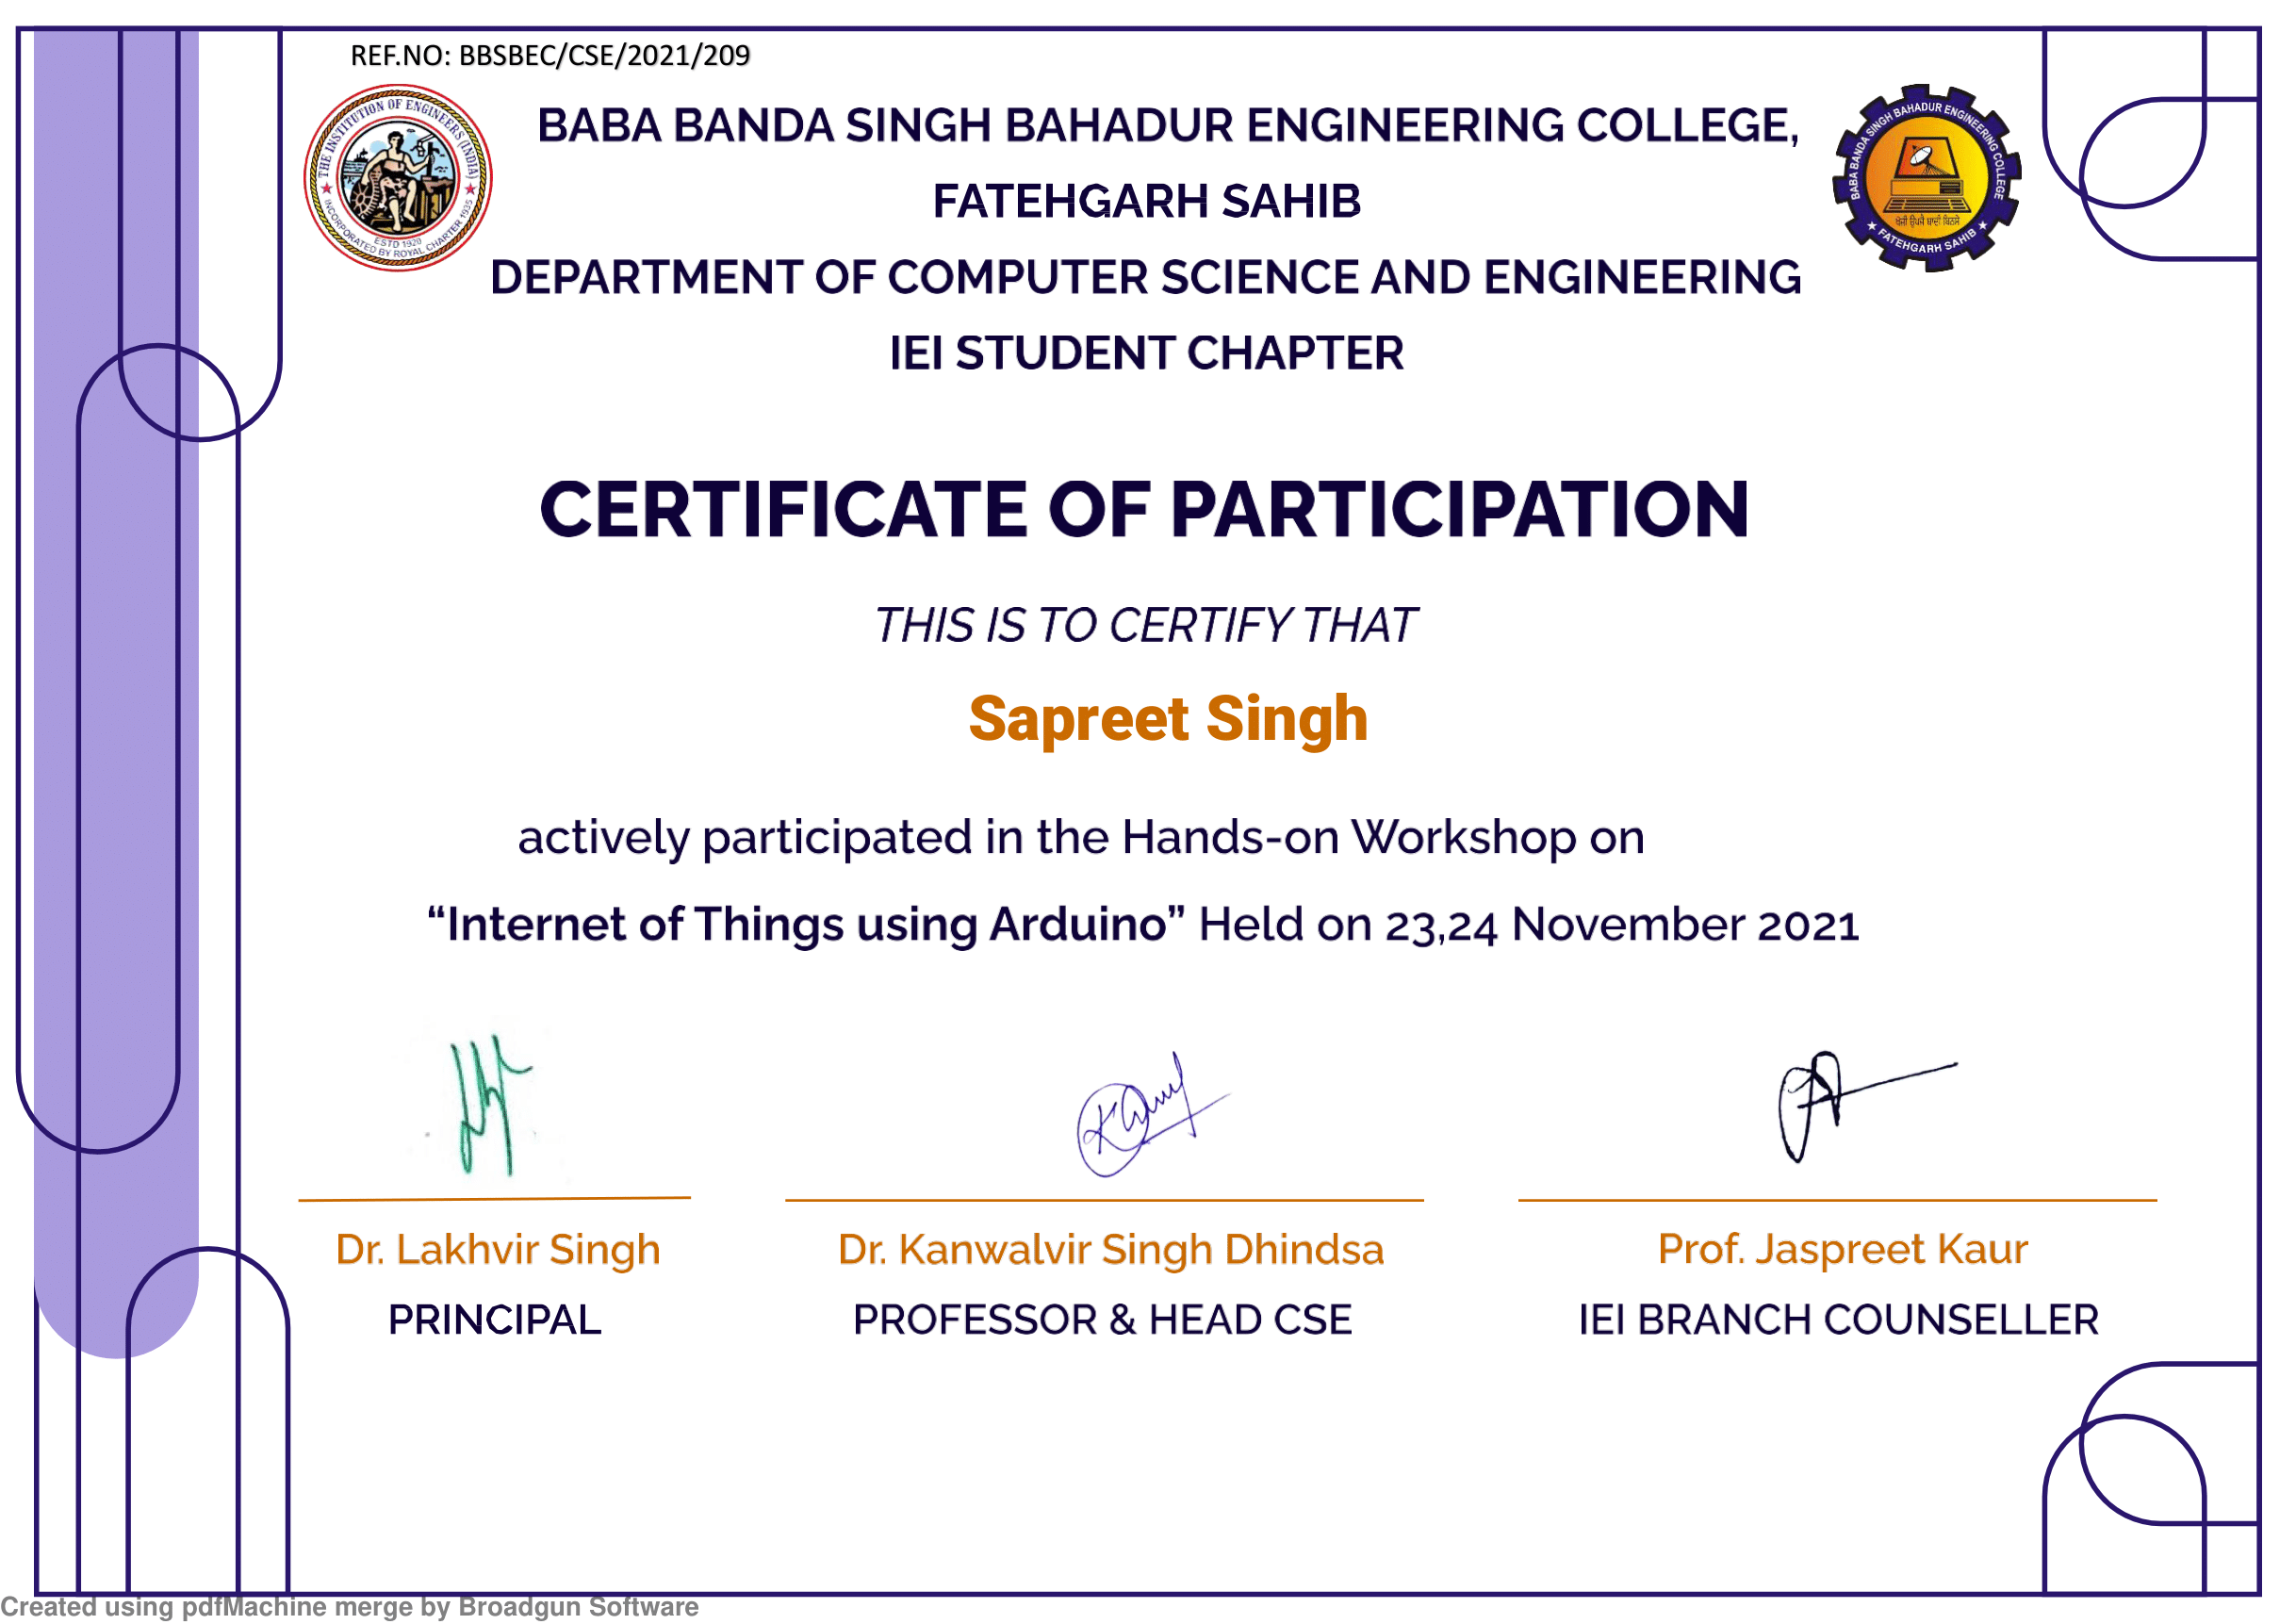 REF.NO: BBSBEC/CSE/2021/209
THE INSTITUTION OF ENGINEERS (INDIA)
ESTD 1920
INCORPORATED BY ROYAL CHARTER 1935
BABA BANDA SINGH BAHADUR ENGINEERING COLLEGE,
FATEHGARH SAHIB
DEPARTMENT OF COMPUTER SCIENCE AND ENGINEERING
IEI STUDENT CHAPTER
BABA BANDA SINGH BAHADUR ENGINEERING COLLEGE
FATEHGARH SAHIB
CERTIFICATE OF PARTICIPATION
THIS IS TO CERTIFY THAT
Sapreet Singh
actively participated in the Hands-on Workshop on
“Internet of Things using Arduino” Held on 23,24 November 2021
Dr. Lakhvir Singh
PRINCIPAL
Dr. Kanwalvir Singh Dhindsa
PROFESSOR & HEAD CSE
Prof. Jaspreet Kaur
IEI BRANCH COUNSELLER
Created using pdfMachine merge by Broadgun Software